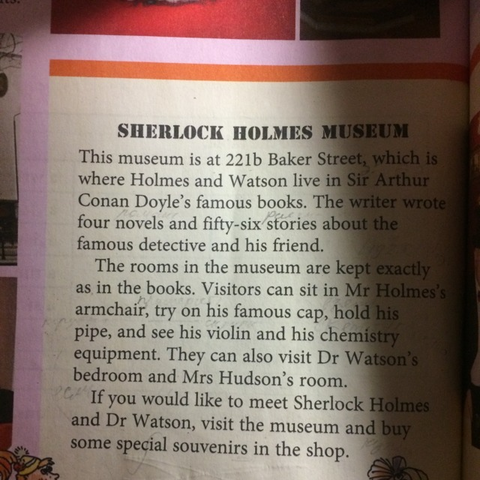 SHERLOCK HOLMES MUSEUM
This museum is at 221b Baker Street, which is
where Holmes and Watson live in Sir Arthur
Conan Doyle's famous books. The writer wrote
four novels and fifty-six stories about the
famous detective and his friend.
The rooms in the museum are kept exactly
as in the books. Visitors can sit in Mr Holmes's
armchair, try on his famous cap, hold his
pipe, and see his violin and his chemistry
equipment. They can also visit Dr Watson's
bedroom and Mrs Hudson's room.
If you would like to meet Sherlock Holmes
and Dr Watson, visit the museum and buy
some special souvenirs in the shop.